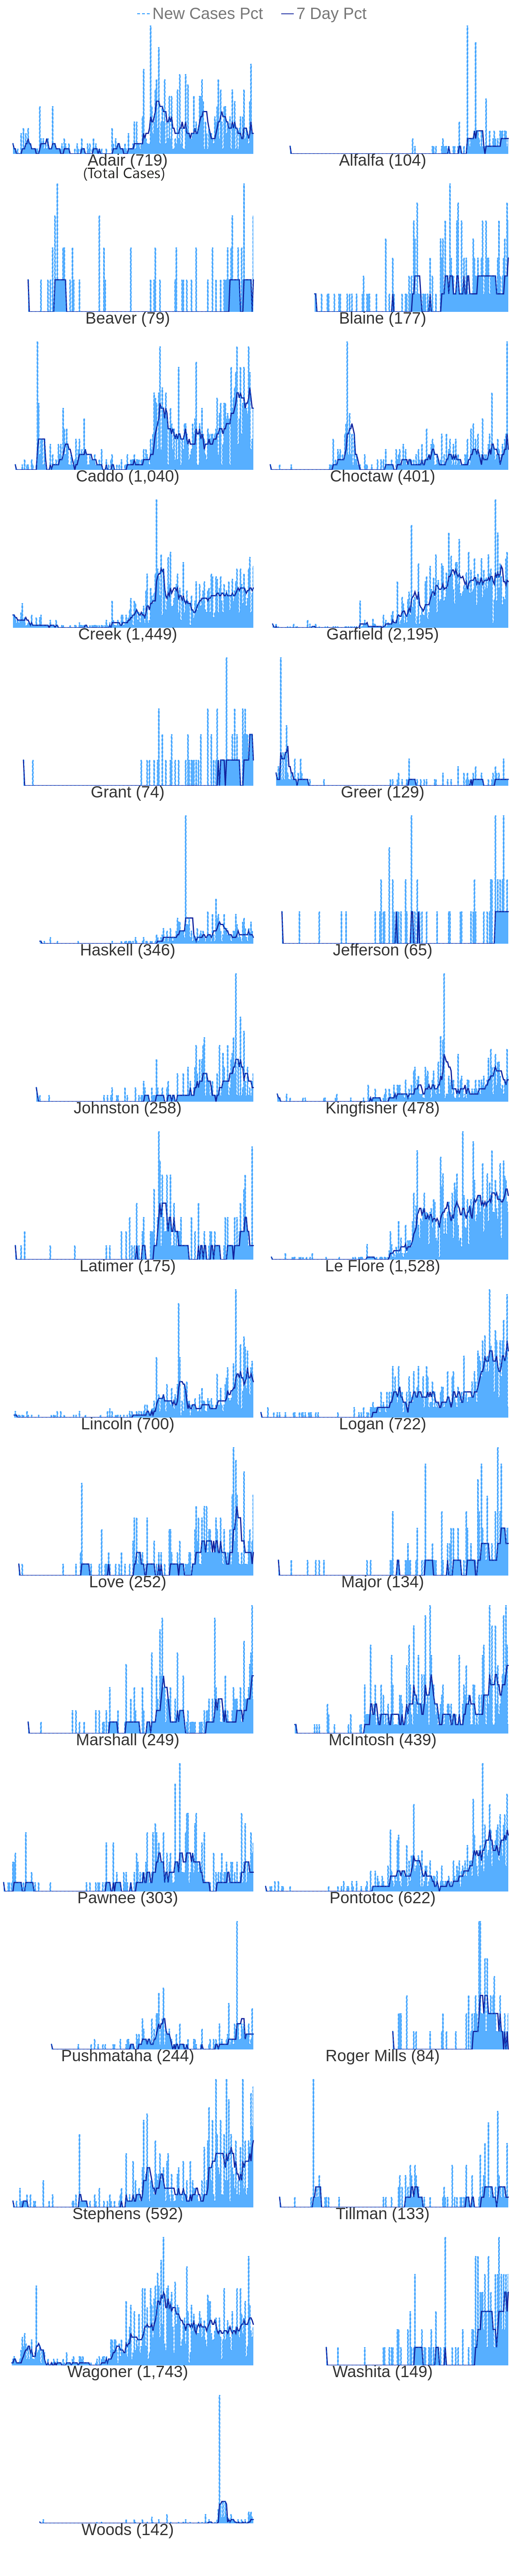 New Cases Pct 7 Day Pct
Adair (719) Alfalfa (104)
(Total Cases)
Beaver (79) Blaine (177)
Caddo (1,040) Choctaw (401)
Creek (1,449) Garfield (2,195)
Grant (74) Greer (129)
Haskell (346) Jefferson (65)
Johnston (258) Kingfisher (478)
Latimer (175) Le Flore (1,528)
Lincoln (700) Logan (722)
Love (252) Major (134)
Marshall (249) McIntosh (439)
Pawnee (303) Pontotoc (622)
Pushmataha (244) Roger Mills (84)
Stephens (592) Tillman (133)
Wagoner (1,743) Washita (149)
Woods (142)